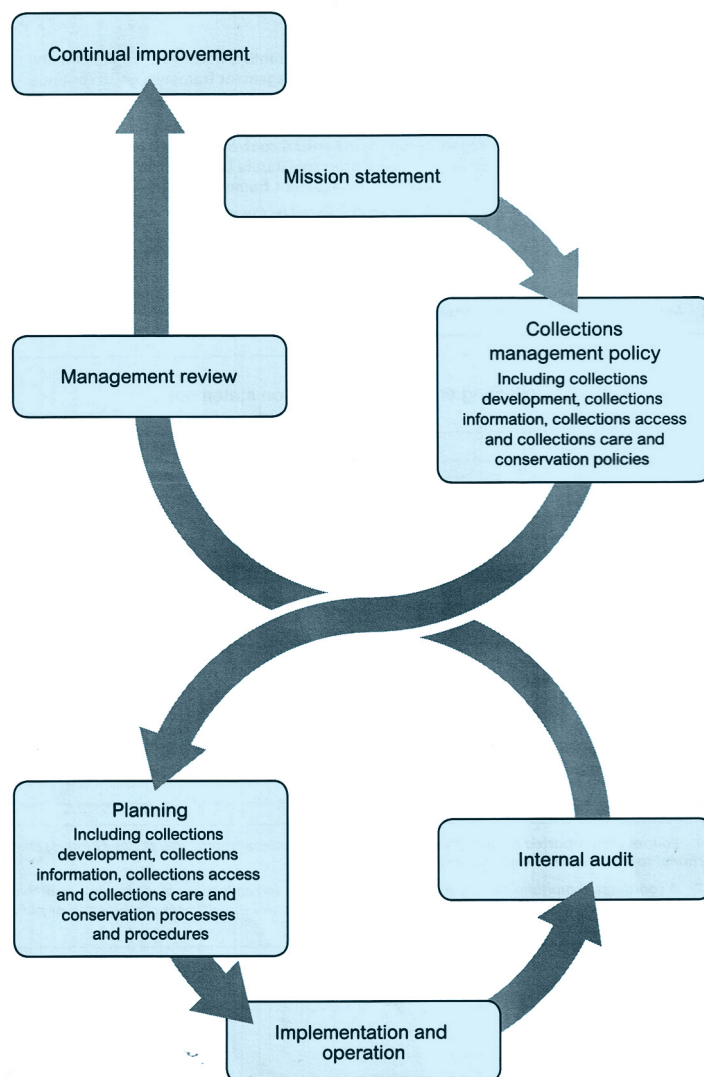 Continual improvement
Mission statement
Collections
management policy
Including collections
development, collections
information, collections access
and collections care and
conservation policies
Management review
Planning
Including collections
development, collections
information, collections access
and collections care and
conservation processes
and procedures
Internal audit
Implementation and
operation